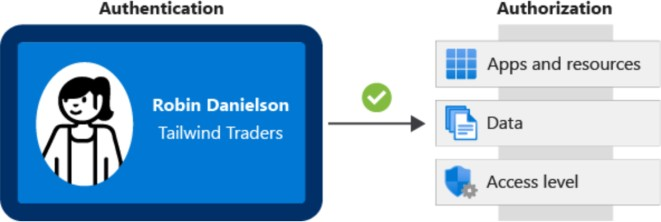 Authentication
Authorization
Robin Danielson
Tailwind Traders
Apps and resources
Data
Access level